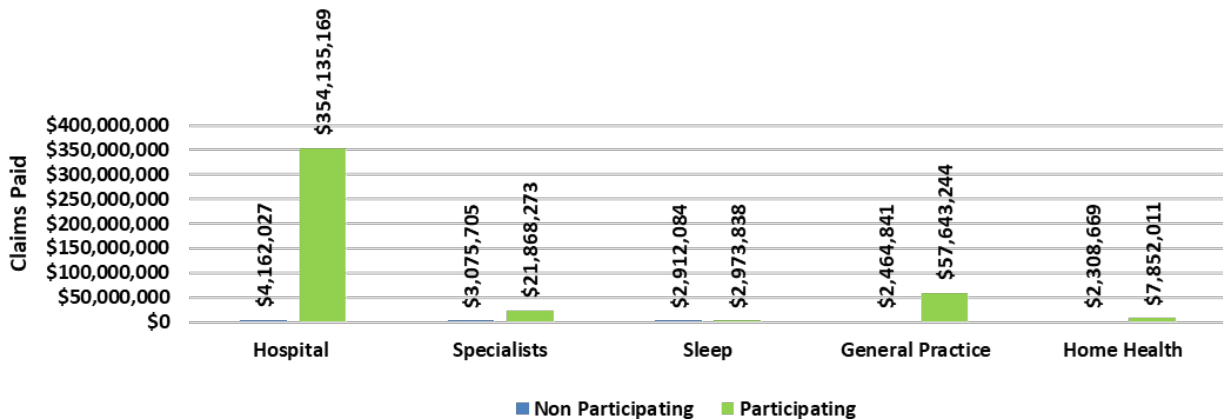 $400,000,000
$350,000,000
$300,000,000
$250,000,000
$200,000,000
$150,000,000
$100,000,000
$50,000,000
$0
Claims Paid
$4,162,027
$354,135,169
$3,075,705
$21,868,273
$2,912,084
$2,973,838
$2,464,841
$57,643,244
$2,308,669
$7,852,011
Hospital
Specialists
Sleep
General Practice
Home Health
Non Participating
Participating